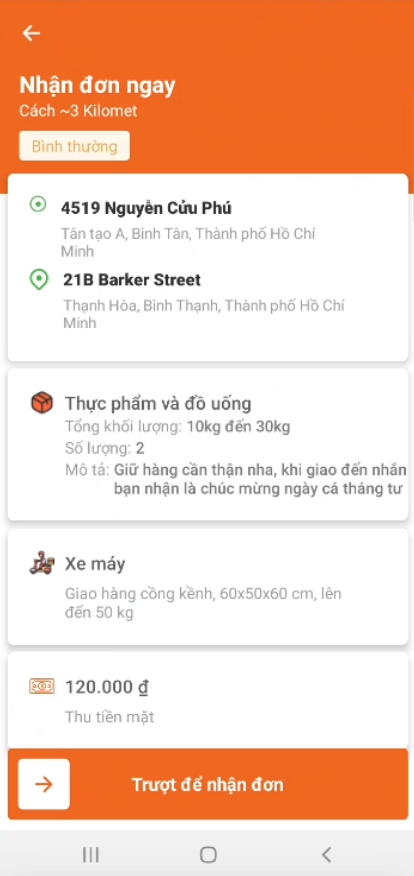 Nhận đơn ngay
Cách ~3 Kilomet
Bình thường
4519 Nguyễn Cửu Phú
Tân tạo A, Bình Tân, Thành phố Hồ Chí
Minh
21B Barker Street
Thạnh Hòa, Bình Thạnh, Thành phố Hồ Chí
Minh
Thực phẩm và đồ uống
Tổng khối lượng: 10kg đến 30kg
Số lượng: 2
Mô tả: Giữ hàng cẩn thận nha, khi giao đến nhắn
bạn nhận là chúc mừng ngày cá tháng tư
Xe máy
Giao hàng cồng kềnh, 60x50x60 cm, lên
đến 50 kg
120.000 ₫
Thu tiền mặt
Trượt để nhận đơn